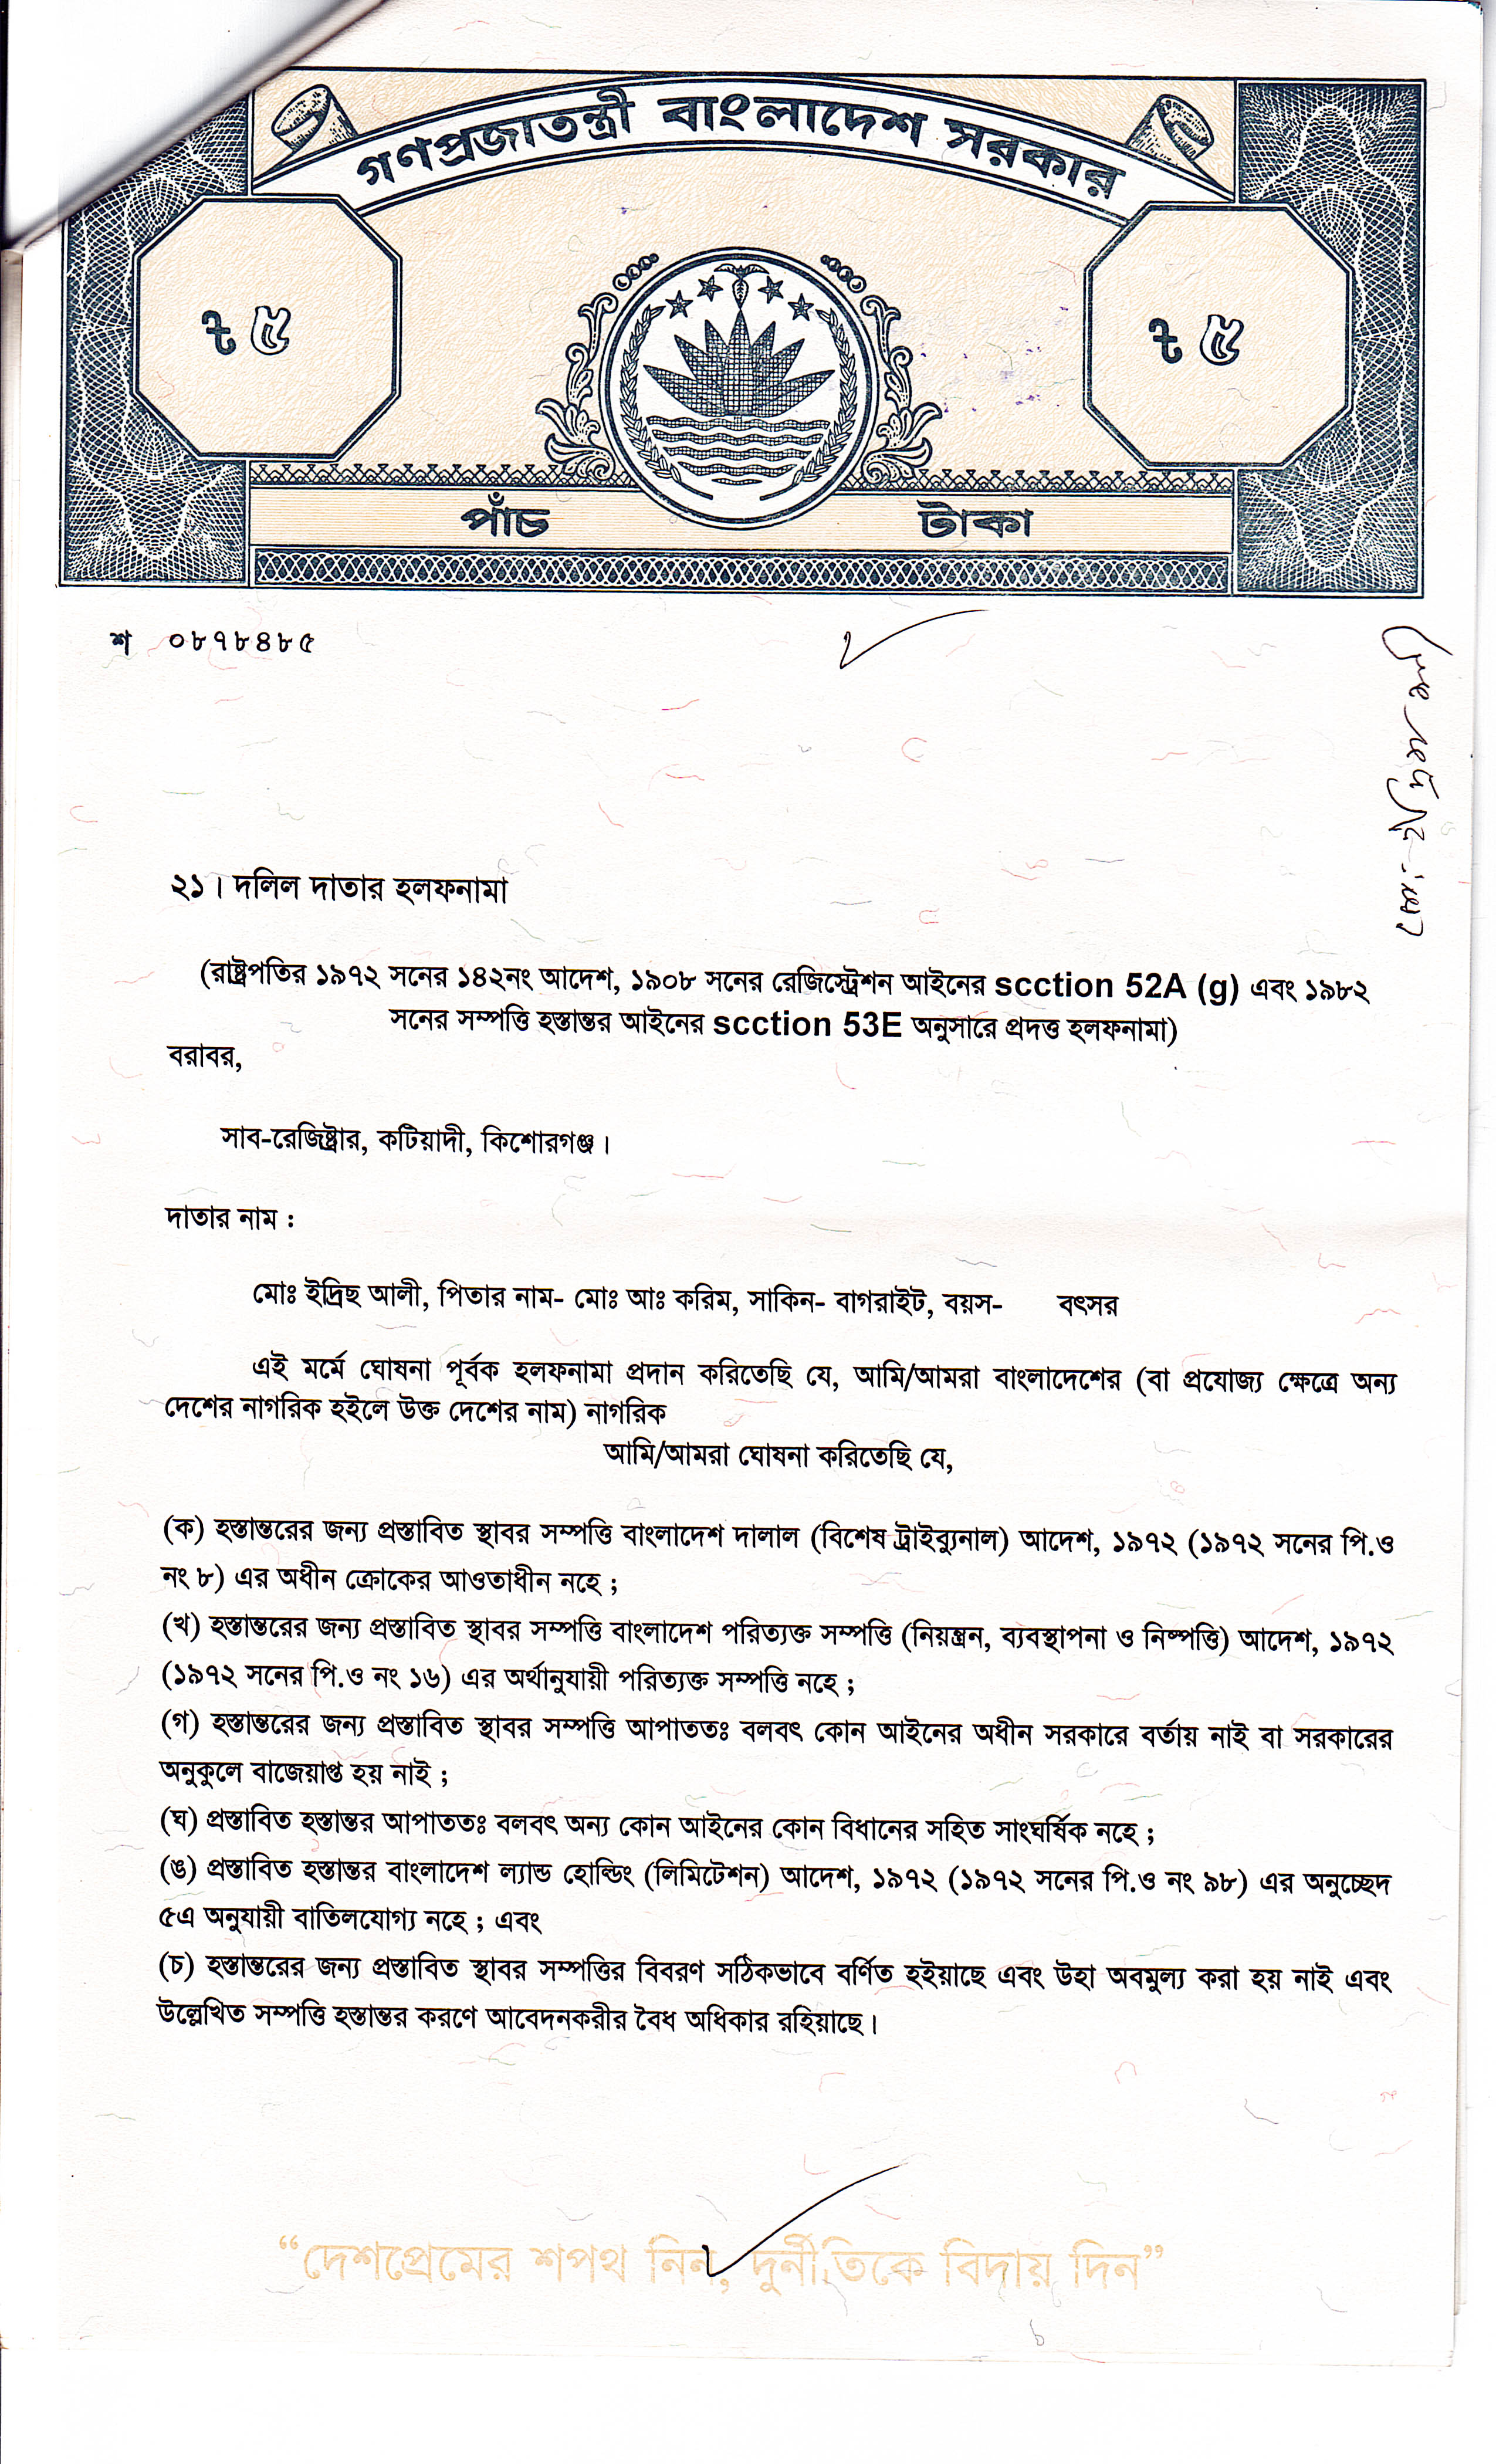 গণপ্রজাতন্ত্রী বাংলাদেশ সরকার
৳ ৫
৳ ৫
পাঁচ টাকা
শ ০৮৭৮৪৮৫
২১। দলিল দাতার হলফনামা
(রাষ্ট্রপতির ১৯৭২ সনের ১৪২নং আদেশ, ১৯০৮ সনের রেজিস্ট্রেশন আইনের scction 52A (g) এবং ১৯৮২
সনের সম্পত্তি হস্তান্তর আইনের scction 53E অনুসারে প্রদত্ত হলফনামা)
বরাবর,
সাব-রেজিষ্ট্রার, কটিয়াদী, কিশোরগঞ্জ।
দাতার নাম :
মোঃ ইদ্রিছ আলী, পিতার নাম- মোঃ আঃ করিম, সাকিন- বাগরাইট, বয়স- বৎসর
এই মর্মে ঘোষনা পূর্বক হলফনামা প্রদান করিতেছি যে, আমি/আমরা বাংলাদেশের (বা প্রযোজ্য ক্ষেত্রে অন্য
দেশের নাগরিক হইলে উক্ত দেশের নাম) নাগরিক
আমি/আমরা ঘোষনা করিতেছি যে,
(ক) হস্তান্তরের জন্য প্রস্তাবিত স্থাবর সম্পত্তি বাংলাদেশ দালাল (বিশেষ ট্রাইব্যুনাল) আদেশ, ১৯৭২ (১৯৭২ সনের পি.ও
নং ৮) এর অধীন ক্রোকের আওতাধীন নহে ;
(খ) হস্তান্তরের জন্য প্রস্তাবিত স্থাবর সম্পত্তি বাংলাদেশ পরিত্যক্ত সম্পত্তি (নিয়ন্ত্রন, ব্যবস্থাপনা ও নিষ্পত্তি) আদেশ, ১৯৭২
(১৯৭২ সনের পি.ও নং ১৬) এর অর্থানুযায়ী পরিত্যক্ত সম্পত্তি নহে ;
(গ) হস্তান্তরের জন্য প্রস্তাবিত স্থাবর সম্পত্তি আপাততঃ বলবৎ কোন আইনের অধীন সরকারে বর্তায় নাই বা সরকারের
অনুকুলে বাজেয়াপ্ত হয় নাই ;
(ঘ) প্রস্তাবিত হস্তান্তর আপাততঃ বলবৎ অন্য কোন আইনের কোন বিধানের সহিত সাংঘর্ষিক নহে ;
(ঙ) প্রস্তাবিত হস্তান্তর বাংলাদেশ ল্যান্ড হোল্ডিং (লিমিটেশন) আদেশ, ১৯৭২ (১৯৭২ সনের পি.ও নং ৯৮) এর অনুচ্ছেদ
৫এ অনুযায়ী বাতিলযোগ্য নহে ; এবং
(চ) হস্তান্তরের জন্য প্রস্তাবিত স্থাবর সম্পত্তির বিবরণ সঠিকভাবে বর্ণিত হইয়াছে এবং উহা অবমুল্য করা হয় নাই এবং
উল্লেখিত সম্পত্তি হস্তান্তর করণে আবেদনকরীর বৈধ অধিকার রহিয়াছে।
“দেশপ্রেমের শপথ নিন, দুর্নীতিকে বিদায় দিন”